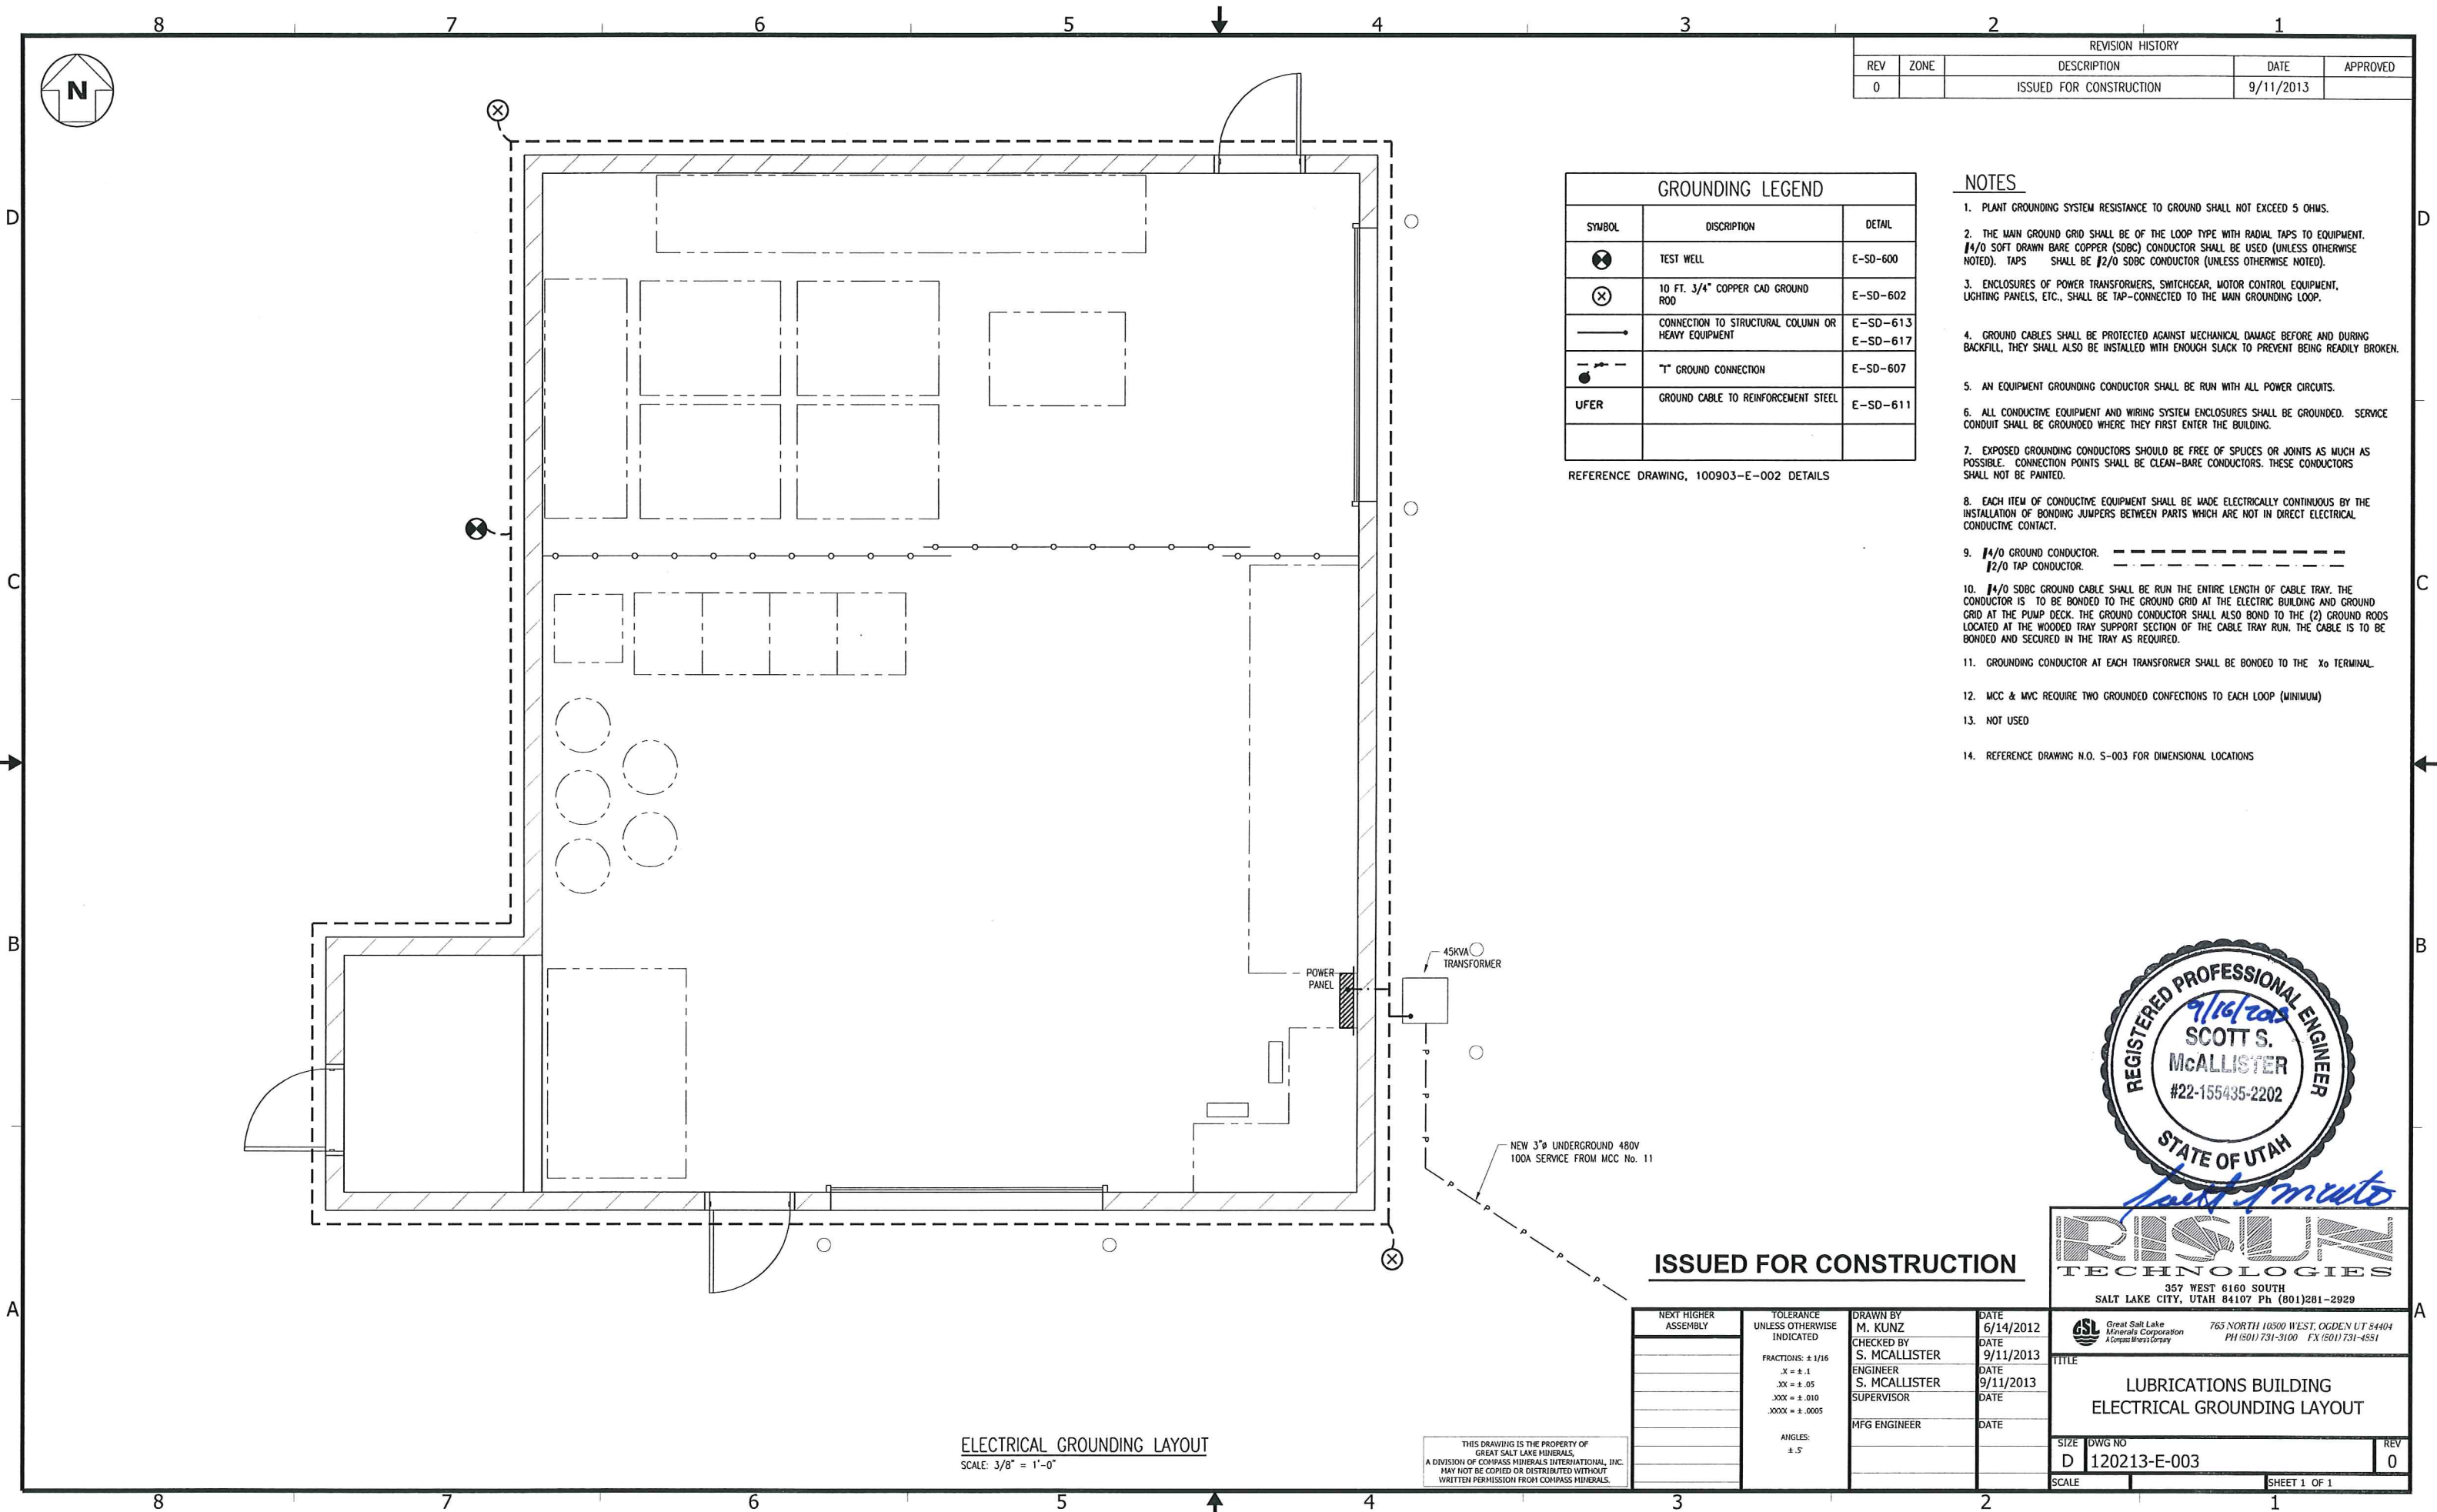 8 7 6 5 4 3 2 1
N
REVISION HISTORY
REV ZONE DESCRIPTION DATE APPROVED
0 ISSUED FOR CONSTRUCTION 9/11/2013
D D
C C
B B
A A
GROUNDING LEGEND
SYMBOL DISCRIPTION DETAIL
TEST WELL E-SD-600
10 FT. 3/4" COPPER CAD GROUND
ROD
E-SD-602
CONNECTION TO STRUCTURAL COLUMN OR
HEAVY EQUIPMENT
E-SD-613
E-SD-617
"T" GROUND CONNECTION E-SD-607
UFER GROUND CABLE TO REINFORCEMENT STEEL E-SD-611
REFERENCE DRAWING, 100903-E-002 DETAILS
NOTES
1. PLANT GROUNDING SYSTEM RESISTANCE TO GROUND SHALL NOT EXCEED 5 OHMS.
2. THE MAIN GROUND GRID SHALL BE OF THE LOOP TYPE WITH RADIAL TAPS TO EQUIPMENT.
#4/0 SOFT DRAWN BARE COPPER (SDBC) CONDUCTOR SHALL BE USED (UNLESS OTHERWISE
NOTED). TAPS SHALL BE #2/0 SDBC CONDUCTOR (UNLESS OTHERWISE NOTED).
3. ENCLOSURES OF POWER TRANSFORMERS, SWITCHGEAR, MOTOR CONTROL EQUIPMENT,
LIGHTING PANELS, ETC., SHALL BE TAP-CONNECTED TO THE MAIN GROUNDING LOOP.
4. GROUND CABLES SHALL BE PROTECTED AGAINST MECHANICAL DAMAGE BEFORE AND DURING
BACKFILL, THEY SHALL ALSO BE INSTALLED WITH ENOUGH SLACK TO PREVENT BEING READILY BROKEN.
5. AN EQUIPMENT GROUNDING CONDUCTOR SHALL BE RUN WITH ALL POWER CIRCUITS.
6. ALL CONDUCTIVE EQUIPMENT AND WIRING SYSTEM ENCLOSURES SHALL BE GROUNDED. SERVICE
CONDUIT SHALL BE GROUNDED WHERE THEY FIRST ENTER THE BUILDING.
7. EXPOSED GROUNDING CONDUCTORS SHOULD BE FREE OF SPLICES OR JOINTS AS MUCH AS
POSSIBLE. CONNECTION POINTS SHALL BE CLEAN-BARE CONDUCTORS. THESE CONDUCTORS
SHALL NOT BE PAINTED.
8. EACH ITEM OF CONDUCTIVE EQUIPMENT SHALL BE MADE ELECTRICALLY CONTINUOUS BY THE
INSTALLATION OF BONDING JUMPERS BETWEEN PARTS WHICH ARE NOT IN DIRECT ELECTRICAL
CONDUCTIVE CONTACT.
9. #4/0 GROUND CONDUCTOR.
#2/0 TAP CONDUCTOR.
10. #4/0 SDBC GROUND CABLE SHALL BE RUN THE ENTIRE LENGTH OF CABLE TRAY. THE
CONDUCTOR IS TO BE BONDED TO THE GROUND GRID AT THE ELECTRIC BUILDING AND GROUND
GRID AT THE PUMP DECK. THE GROUND CONDUCTOR SHALL ALSO BOND TO THE (2) GROUND RODS
LOCATED AT THE WOODED TRAY SUPPORT SECTION OF THE CABLE TRAY RUN. THE CABLE IS TO BE
BONDED AND SECURED IN THE TRAY AS REQUIRED.
11. GROUNDING CONDUCTOR AT EACH TRANSFORMER SHALL BE BONDED TO THE Xo TERMINAL.
12. MCC & MVC REQUIRE TWO GROUNDED CONFECTIONS TO EACH LOOP (MINIMUM)
13. NOT USED
14. REFERENCE DRAWING N.O. S-003 FOR DIMENSIONAL LOCATIONS
45KVA
TRANSFORMER
POWER
PANEL
P
P
P
NEW 3"ø UNDERGROUND 480V
100A SERVICE FROM MCC No. 11
P
P
P
P
P
REGISTERED PROFESSIONAL ENGINEER
9/16/2013
SCOTT S.
McALLISTER
#22-155435-2202
STATE OF UTAH
ISSUED FOR CONSTRUCTION
RISUN
TECHNOLOGIES
357 WEST 6160 SOUTH
SALT LAKE CITY, UTAH 84107 Ph (801)281-2929
GSL Great Salt Lake
Minerals Corporation
A Compass Minerals Company
765 NORTH 10500 WEST, OGDEN UT 84404
PH (801) 731-3100 FX (801) 731-4881
TITLE
LUBRICATIONS BUILDING
ELECTRICAL GROUNDING LAYOUT
SIZE DWG NO REV
D 120213-E-003 0
SCALE SHEET 1 OF 1
NEXT HIGHER
ASSEMBLY
TOLERANCE
UNLESS OTHERWISE
INDICATED
FRACTIONS: ± 1/16
.X = ± .1
.XX = ± .05
.XXX = ± .010
.XXXX = ± .0005
ANGLES:
± .5°
DRAWN BY DATE
M. KUNZ 6/14/2012
CHECKED BY DATE
S. MCALLISTER 9/11/2013
ENGINEER DATE
S. MCALLISTER 9/11/2013
SUPERVISOR DATE
MFG ENGINEER DATE
ELECTRICAL GROUNDING LAYOUT
SCALE: 3/8" = 1'-0"
THIS DRAWING IS THE PROPERTY OF
GREAT SALT LAKE MINERALS,
A DIVISION OF COMPASS MINERALS INTERNATIONAL, INC.
MAY NOT BE COPIED OR DISTRIBUTED WITHOUT
WRITTEN PERMISSION FROM COMPASS MINERALS.
8 7 6 5 4 3 2 1